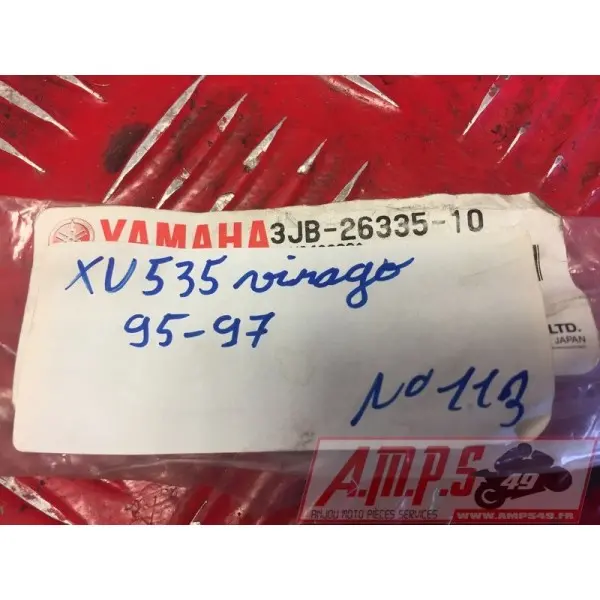 YAMAHA 3JB-26335-10
XV535 virago
95-97
LTD.
JAPAN
No 113
A.M.P.S 49
ANJOU MOTO PIECES SERVICES
WWW.AMPS49.FR